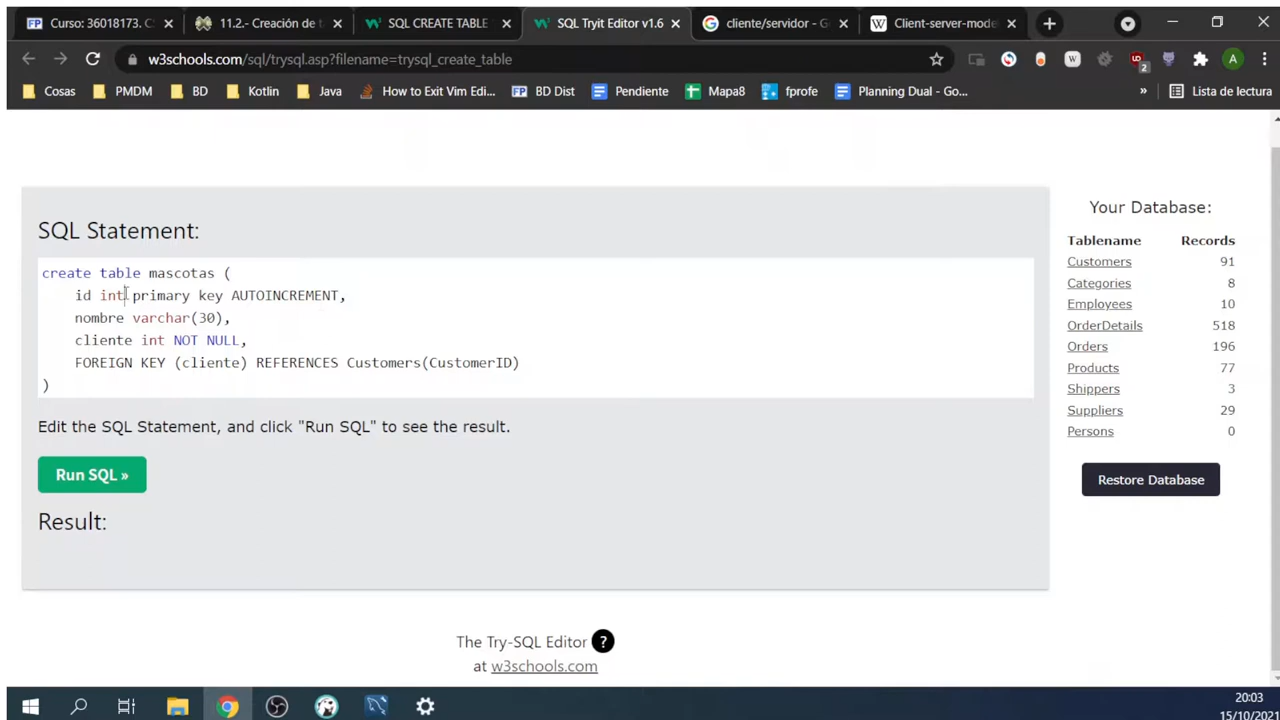 Curso: 36018173. C
11.2.- Creación de t
SQL CREATE TABLE
SQL Tryit Editor v1.6
cliente/servidor - G
Client-server-mode
w3schools.com/sql/trysql.asp?filename=trysql_create_table
Cosas
PMDM
BD
Kotlin
Java
How to Exit Vim Edi...
BD Dist
Pendiente
Mapa8
fprofe
Planning Dual - Go...
»
Lista de lectura
SQL Statement:
create table mascotas (
id int primary key AUTOINCREMENT,
nombre varchar(30),
cliente int NOT NULL,
FOREIGN KEY (cliente) REFERENCES Customers(CustomerID)
)
Edit the SQL Statement, and click "Run SQL" to see the result.
Run SQL »
Result:
The Try-SQL Editor ?
at w3schools.com
Your Database:
Tablename Records
Customers 91
Categories 8
Employees 10
OrderDetails 518
Orders 196
Products 77
Shippers 3
Suppliers 29
Persons 0
Restore Database
20:03
15/10/2021